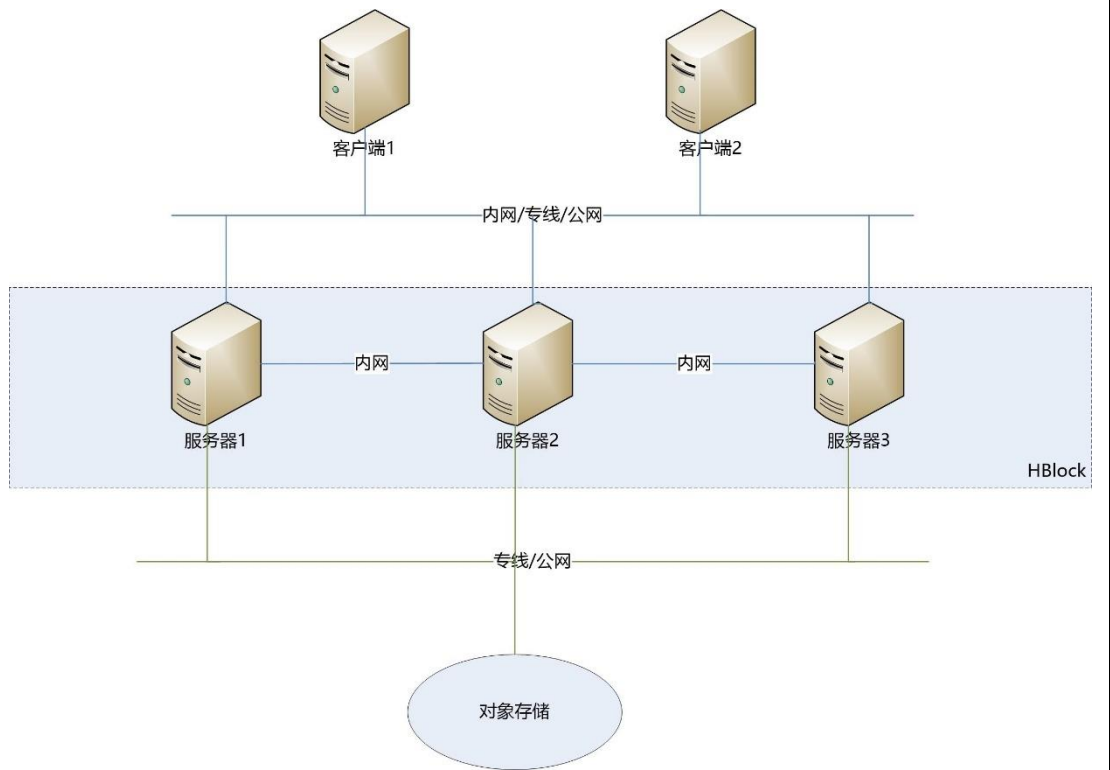 客户端1
客户端2
内网/专线/公网
内网
内网
服务器1
服务器2
服务器3
HBlock
专线/公网
对象存储